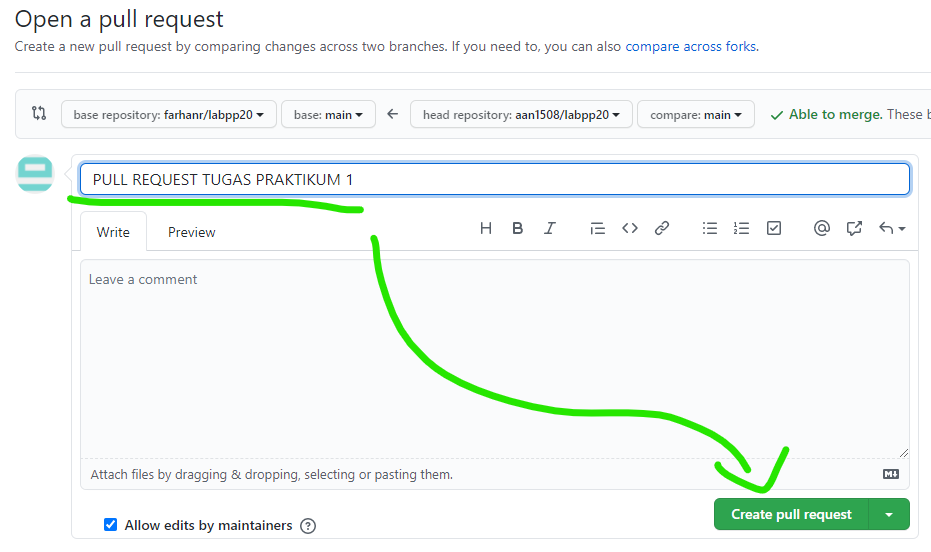 Open a pull request
Create a new pull request by comparing changes across two branches. If you need to, you can also compare across forks.
base repository: farhanr/labpp20 base: main ← head repository: aan1508/labpp20 compare: main ✓ Able to merge. These
PULL REQUEST TUGAS PRAKTIKUM 1
Write Preview
Leave a comment
Attach files by dragging & dropping, selecting or pasting them.
Create pull request
Allow edits by maintainers ?